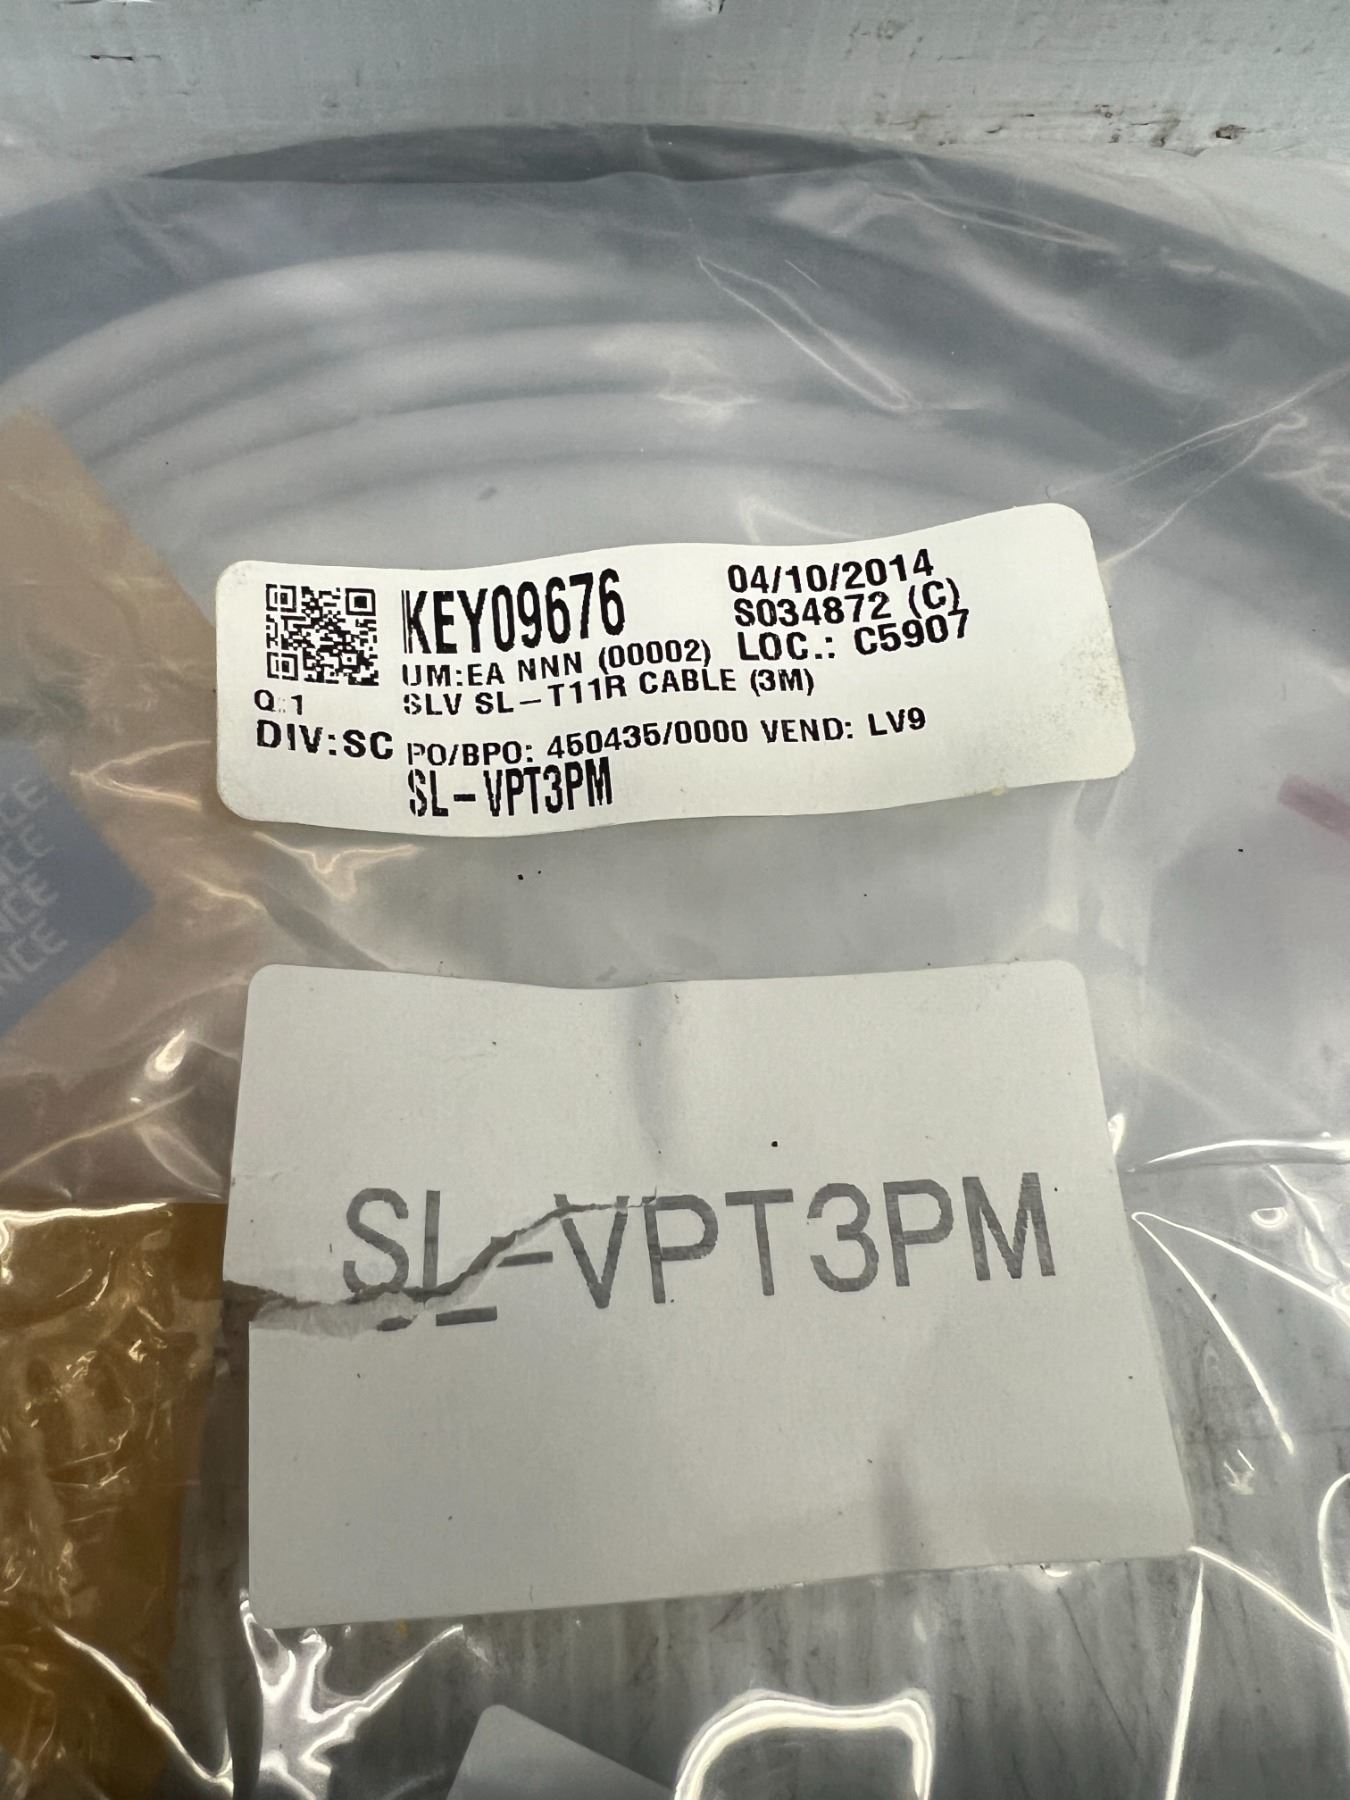 KEY09676
04/10/2014
S034872 (C)
LOC.: C5907
UM:EA NNN (00002)
Q:1
SLV SL-T11R CABLE (3M)
DIV:SC
PO/BPO: 450435/0000 VEND: LV9
SL-VPT3PM
SL-VPT3PM